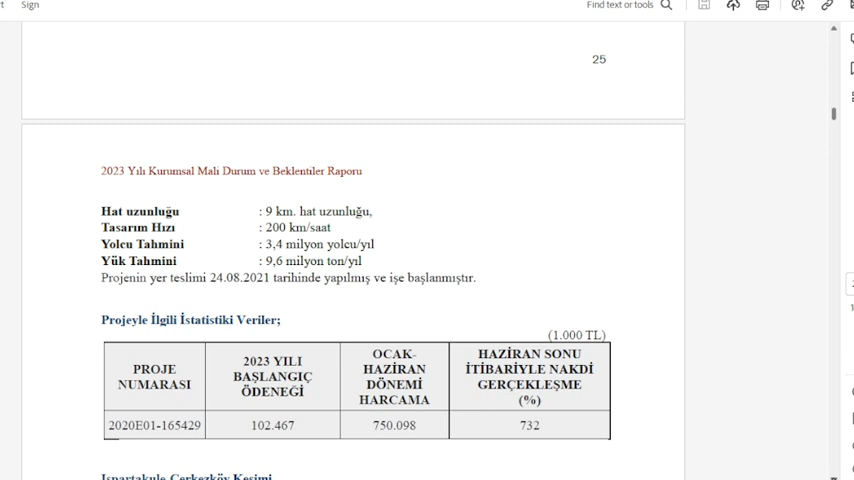 Sign
Find text or tools
25
2023 Yılı Kurumsal Mali Durum ve Beklentiler Raporu
Hat uzunluğu : 9 km. hat uzunluğu,
Tasarım Hızı : 200 km/saat
Yolcu Tahmini : 3,4 milyon yolcu/yıl
Yük Tahmini : 9,6 milyon ton/yıl
Projenin yer teslimi 24.08.2021 tarihinde yapılmış ve işe başlanmıştır.
Projeyle İlgili İstatistiki Veriler;
(1.000 TL)
PROJE
NUMARASI
2023 YILI
BAŞLANGIÇ
ÖDENEĞİ
OCAK-
HAZİRAN
DÖNEMİ
HARCAMA
HAZİRAN SONU
İTİBARİYLE NAKDİ
GERÇEKLEŞME
(%)
2020E01-165429 102.467 750.098 732
Ispartakule-Çerkezköy Kesimi